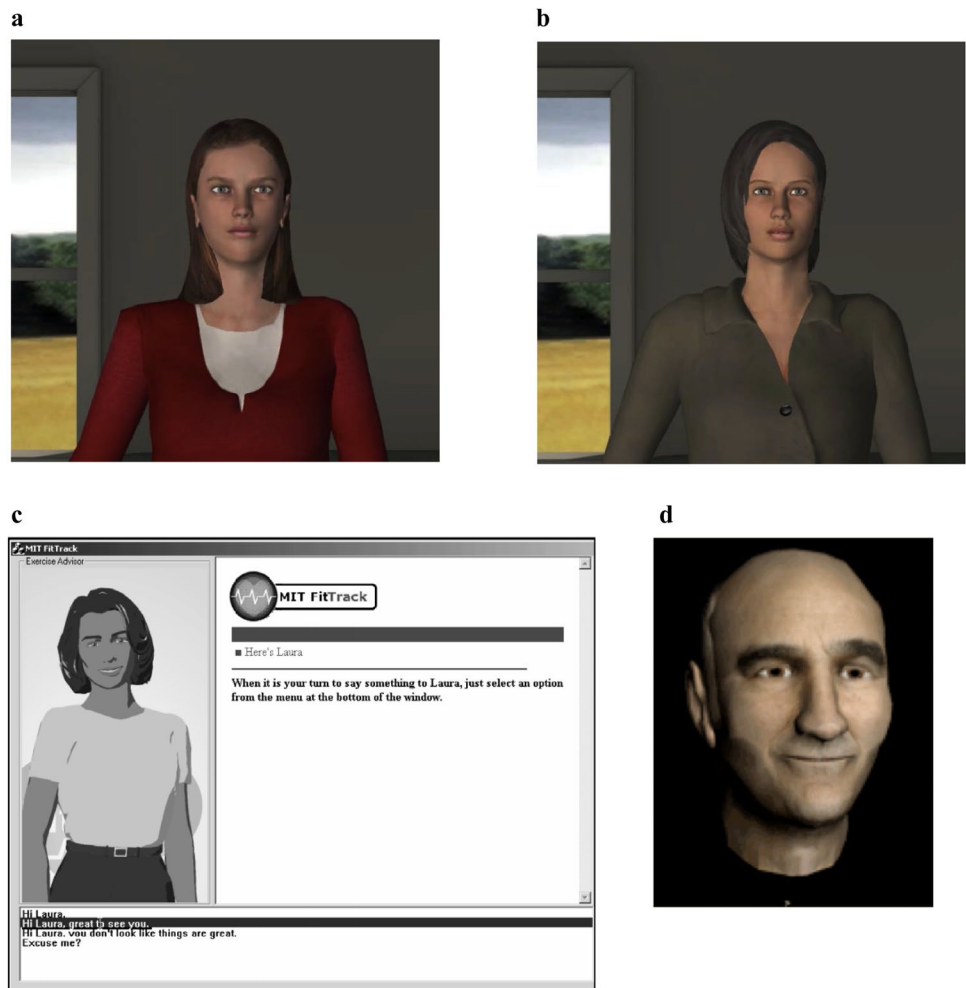 a
b
c
d
MIT FitTrack
Exercise Advisor
MIT FitTrack
Here's Laura
When it is your turn to say something to Laura, just select an option
from the menu at the bottom of the window.
Hi Laura.
Hi Laura, great to see you.
Hi Laura. you don't look like things are great.
Excuse me?